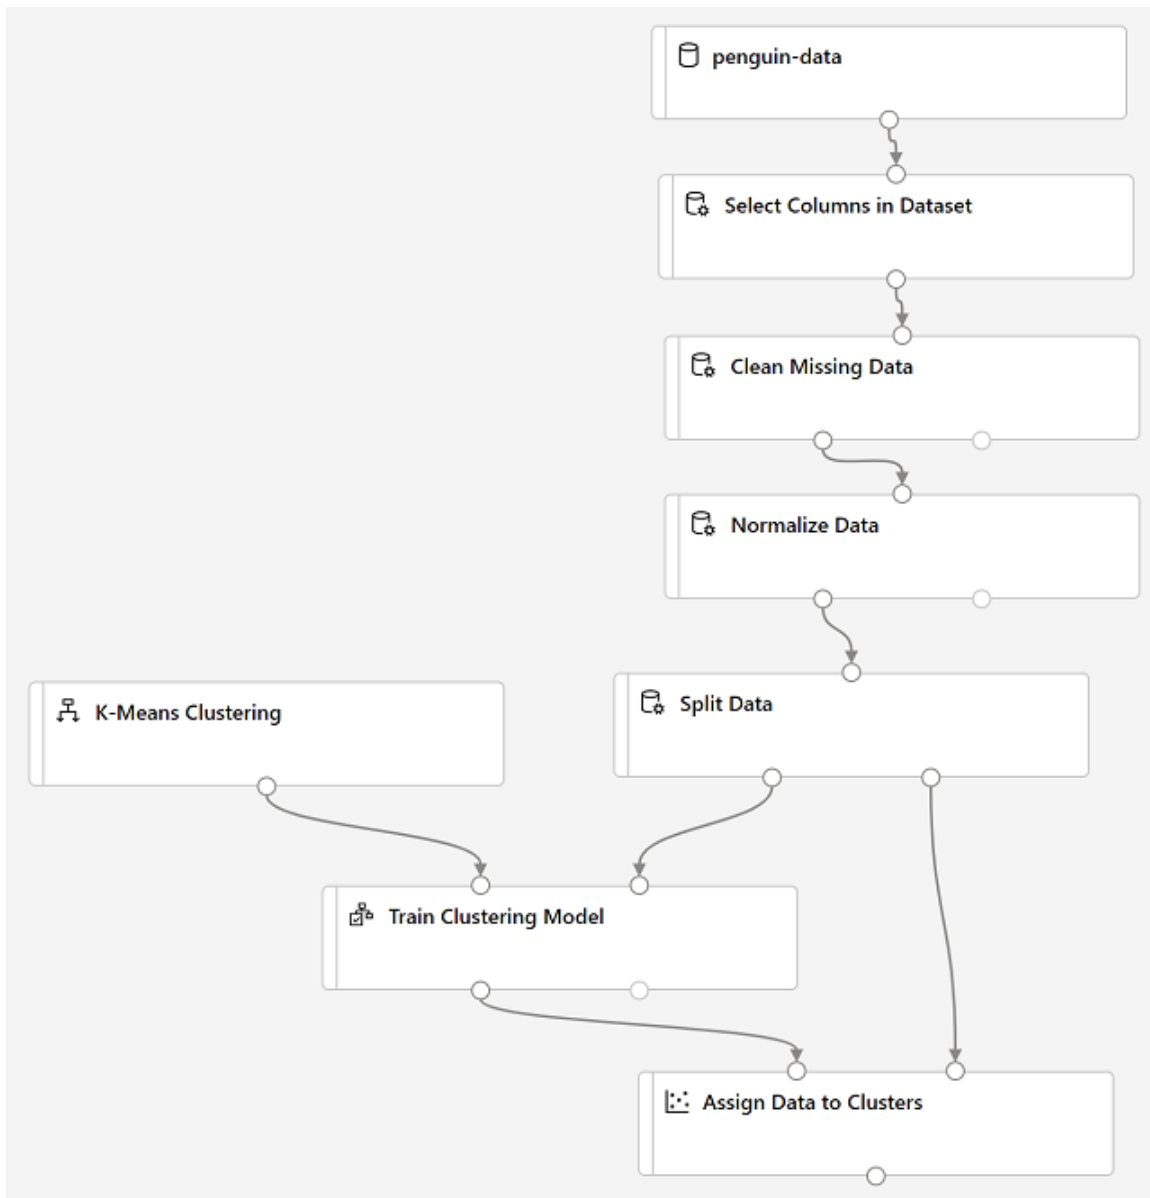 penguin-data
Select Columns in Dataset
Clean Missing Data
Normalize Data
Split Data
K-Means Clustering
Train Clustering Model
Assign Data to Clusters